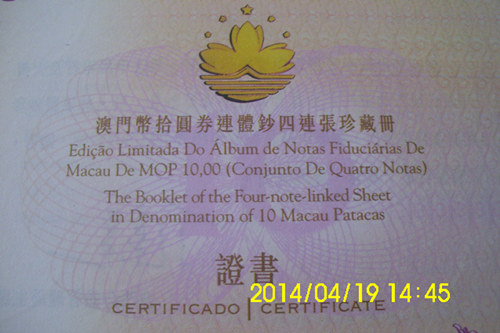 澳門幣拾圓券連體鈔四連張珍藏冊
Edição Limitada Do Álbum de Notas Fiduciárias De
Macau De MOP 10,00 (Conjunto De Quatro Notas)
The Booklet of the Four-note-linked Sheet
in Denomination of 10 Macau Patacas
證書
CERTIFICADO | CERTIFICATE
2014/04/19 14:45